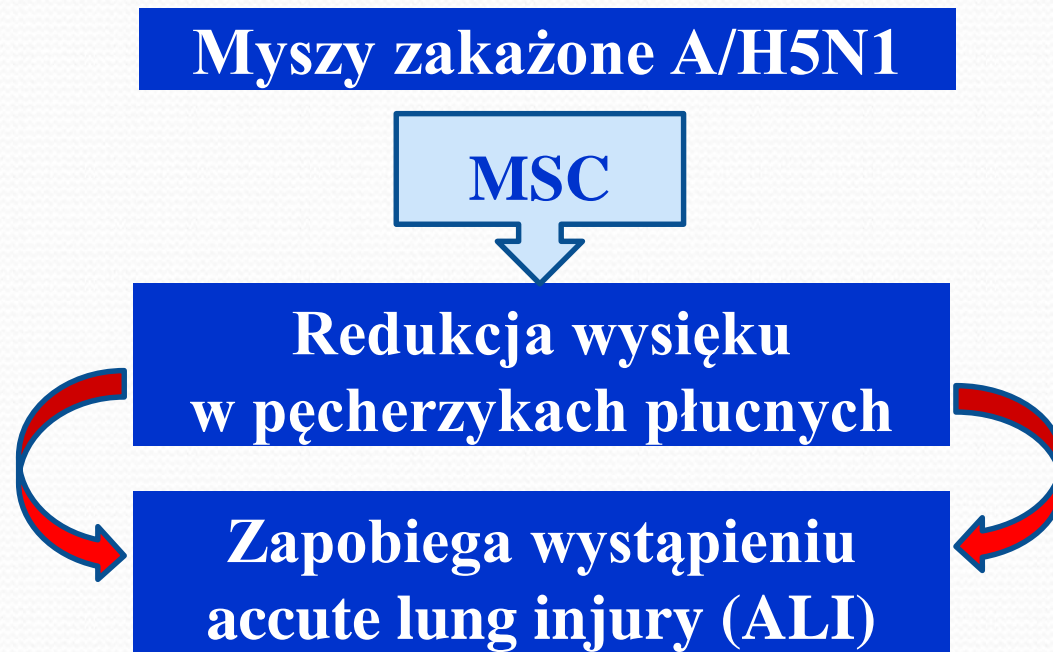 Myszy zakażone A/H5N1
MSC
Redukcja wysięku
w pęcherzykach płucnych
Zapobiega wystąpieniu
accute lung injury (ALI)